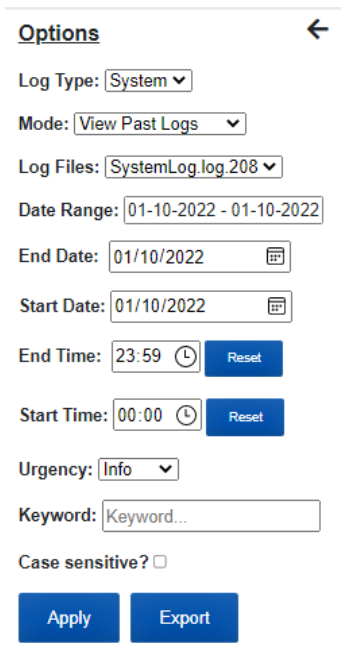 Options
Log Type: System
Mode: View Past Logs
Log Files: SystemLog.log.208
Date Range: 01-10-2022 - 01-10-2022
End Date: 01/10/2022
Start Date: 01/10/2022
End Time: 23:59 Reset
Start Time: 00:00 Reset
Urgency: Info
Keyword: Keyword...
Case sensitive?
Apply Export